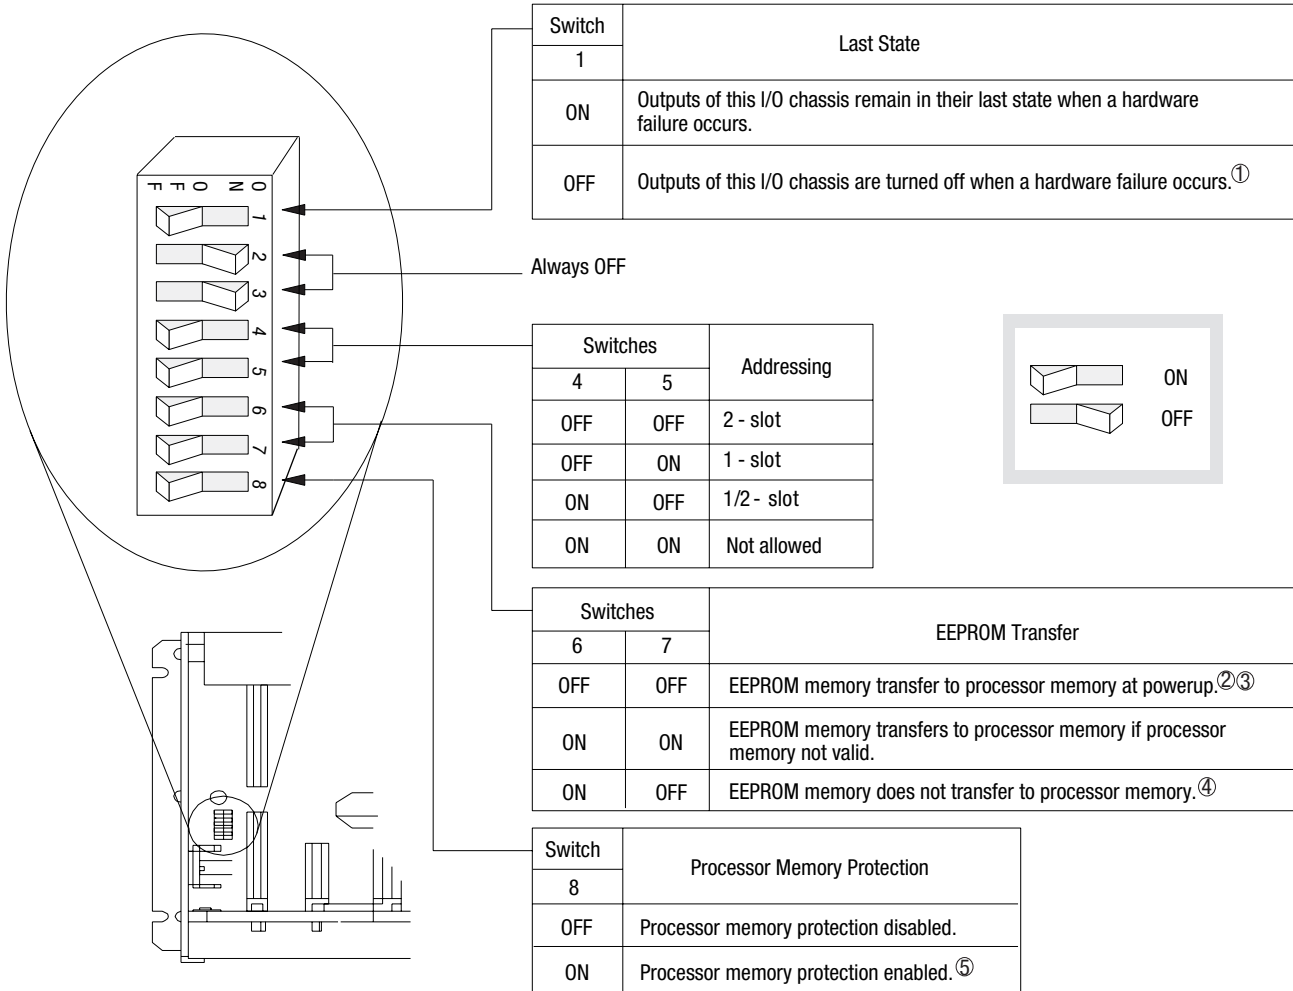 Switch
1
Last State
ON
Outputs of this I/O chassis remain in their last state when a hardware
failure occurs.
OFF
Outputs of this I/O chassis are turned off when a hardware failure occurs.①
O F F   O N
1
2
3
4
5
6
7
8
Always OFF
Switches
4 5
Addressing
OFF OFF 2 - slot
OFF ON 1 - slot
ON OFF 1/2 - slot
ON ON Not allowed
ON
OFF
Switches
6 7
EEPROM Transfer
OFF OFF EEPROM memory transfer to processor memory at powerup.②③
ON ON EEPROM memory transfers to processor memory if processor
memory not valid.
ON OFF EEPROM memory does not transfer to processor memory.④
Switch
8
Processor Memory Protection
OFF Processor memory protection disabled.
ON Processor memory protection enabled.⑤